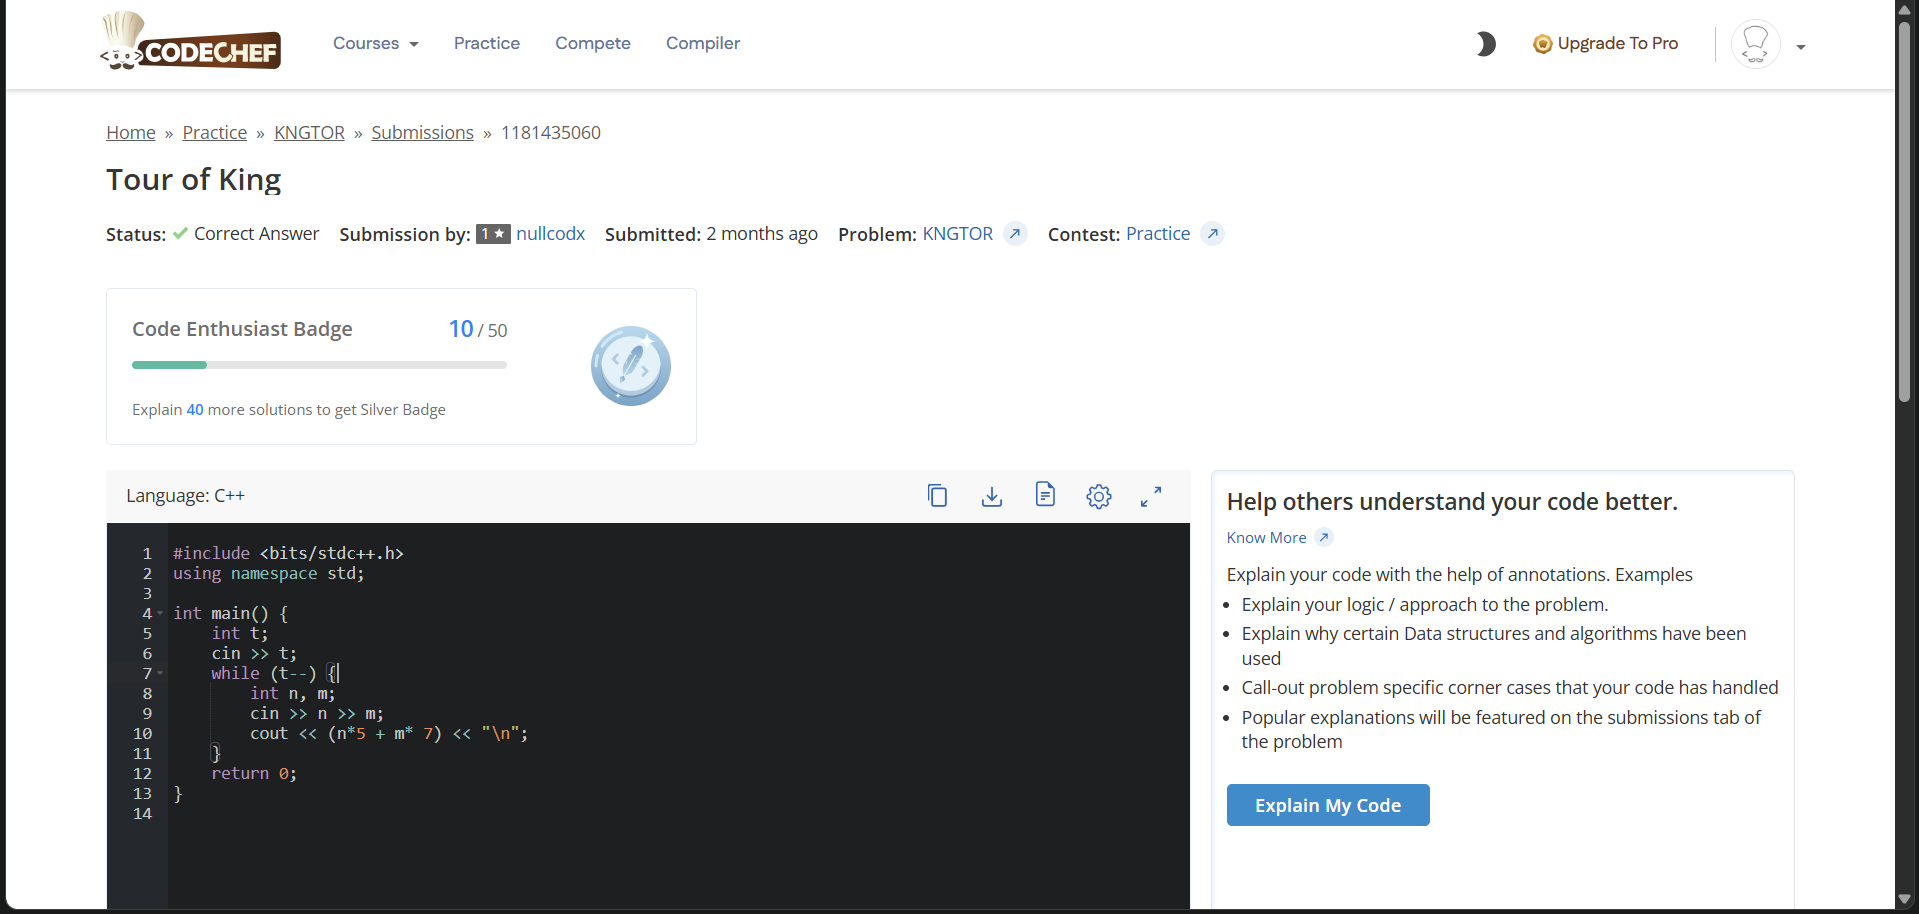 CODECHEF
Courses
Practice
Compete
Compiler
Upgrade To Pro
Home » Practice » KNGTOR » Submissions » 1181435060
Tour of King
Status: Correct Answer Submission by: 1★ nullcodx Submitted: 2 months ago Problem: KNGTOR Contest: Practice
Code Enthusiast Badge 10 / 50
Explain 40 more solutions to get Silver Badge
Language: C++
1 #include <bits/stdc++.h>
2 using namespace std;
3
4 int main() {
5     int t;
6     cin >> t;
7     while (t--) {
8         int n, m;
9         cin >> n >> m;
10         cout << (n*5 + m* 7) << "\n";
11     }
12     return 0;
13 }
14
Help others understand your code better.
Know More
Explain your code with the help of annotations. Examples
• Explain your logic / approach to the problem.
• Explain why certain Data structures and algorithms have been
used
• Call-out problem specific corner cases that your code has handled
• Popular explanations will be featured on the submissions tab of
the problem
Explain My Code